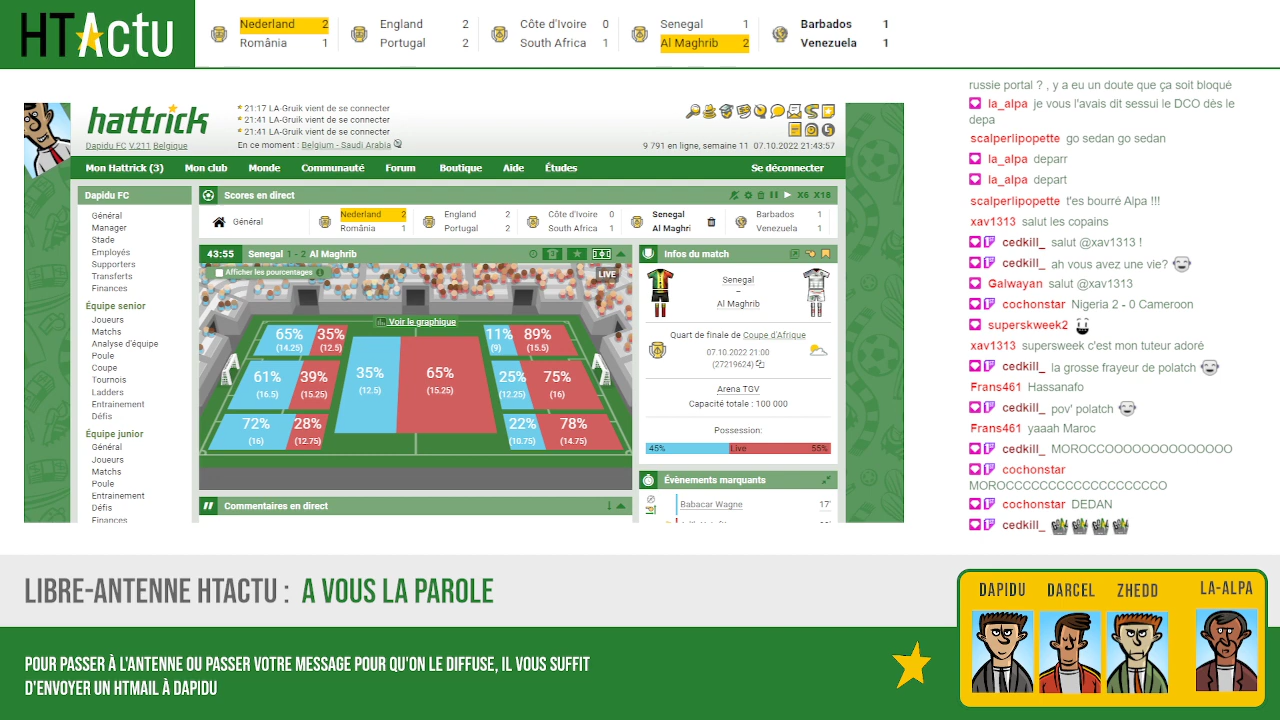 HTActu
Nederland 2
România 1
England 2
Portugal 2
Côte d'Ivoire 0
South Africa 1
Senegal 1
Al Maghrib 2
Barbados 1
Venezuela 1
hattrick
Dapidu FC V.211 Belgique
21:17 LA-Gruik vient de se connecter
21:41 LA-Gruik vient de se connecter
21:41 LA-Gruik vient de se connecter
En ce moment : Belgium - Saudi Arabia
9 791 en ligne, semaine 11 07.10.2022 21:43:57
Mon Hattrick (3) Mon club Monde Communauté Forum Boutique Aide Études Se déconnecter
Dapidu FC
Général
Manager
Stade
Employés
Supporters
Transferts
Finances
Équipe senior
Joueurs
Matchs
Analyse d'équipe
Poule
Coupe
Tournois
Ladders
Entrainement
Défis
Équipe junior
Général
Joueurs
Matchs
Poule
Entrainement
Défis
Finances
Scores en direct
X6 X18
Général
Nederland 2
România 1
England 2
Portugal 2
Côte d'Ivoire 0
South Africa 1
Senegal
Al Maghri
Barbados 1
Venezuela 1
43:55 Senegal 1 - 2 Al Maghrib
Afficher les pourcentages
LIVE
Voir le graphique
65% 35% 11% 89%
(14.25) (12.5) (9) (15.5)
61% 39% 35% 65% 25% 75%
(16.5) (15.25) (12.5) (15.25) (12.25) (16)
72% 28% 22% 78%
(16) (12.75) (10.75) (14.75)
Commentaires en direct
Infos du match
Senegal
–
Al Maghrib
Quart de finale de Coupe d'Afrique
07.10.2022 21:00
(27219624)
Arena TGV
Capacité totale : 100 000
Possession:
45% Live 55%
Évènements marquants
Babacar Wagne 17'
russie portal ? , y a eu un doute que ça soit bloqué
la_alpa je vous l'avais dit sessui le DCO dès le
depa
scalperlipopette go sedan go sedan
la_alpa deparr
la_alpa depart
scalperlipopette t'es bourré Alpa !!!
xav1313 salut les copains
cedkill_ salut @xav1313 !
cedkill_ ah vous avez une vie?
Galwayan salut @xav1313
cochonstar Nigeria 2 - 0 Cameroon
superskweek2
xav1313 supersweek c'est mon tuteur adoré
cedkill_ la grosse frayeur de polatch
Frans461 Hassanafo
cedkill_ pov' polatch
Frans461 yaaah Maroc
cedkill_ MOROCCOOOOOOOOOOOOOO
cochonstar
MOROCCCCCCCCCCCCCCCCCCCO
cochonstar DEDAN
cedkill_
LIBRE-ANTENNE HTACTU : A VOUS LA PAROLE
DAPIDU DARCEL ZHEDD LA-ALPA
POUR PASSER À L'ANTENNE OU PASSER VOTRE MESSAGE POUR QU'ON LE DIFFUSE, IL VOUS SUFFIT
D'ENVOYER UN HTMAIL À DAPIDU